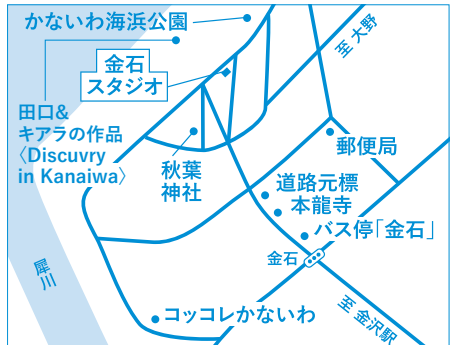 かないわ海浜公園
至 大野
金石
スタジオ
田口&
キアラの作品
〈Discuvry
in Kanaiwa〉
秋葉
神社
郵便局
道路元標
本龍寺
バス停「金石」
金石
犀川
至 金沢駅
コッコレかないわ